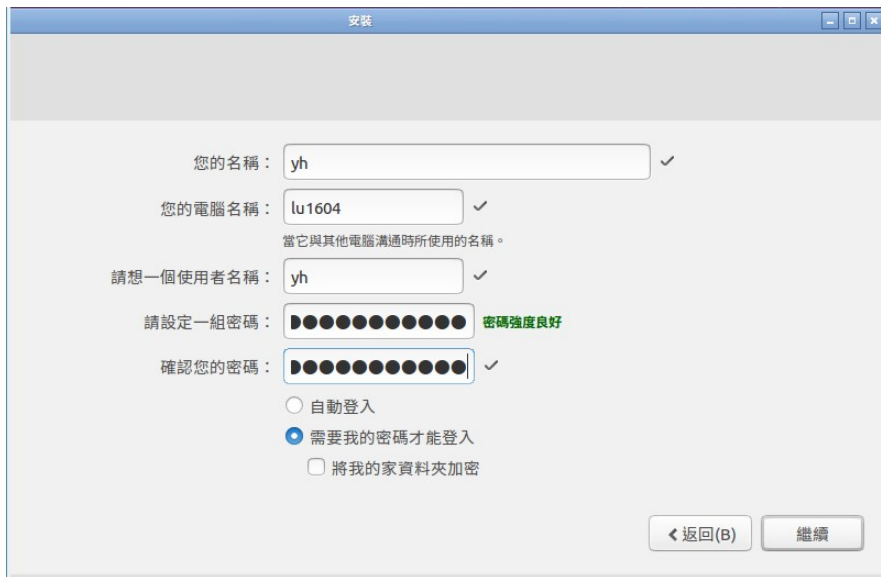 安裝
您的名稱： yh
您的電腦名稱： lu1604
當它與其他電腦溝通時所使用的名稱。
請想一個使用者名稱： yh
請設定一組密碼： ●●●●●●●●●●●● 密碼強度良好
確認您的密碼： ●●●●●●●●●●●●
自動登入
需要我的密碼才能登入
將我的家資料夾加密
返回(B) 繼續